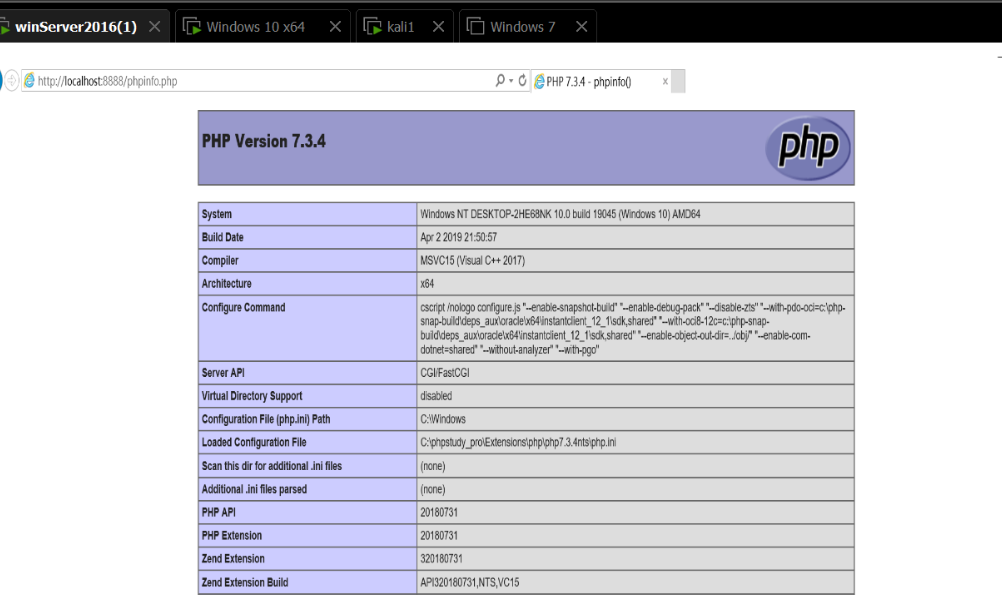 winServer2016(1)
Windows 10 x64
kali1
Windows 7
http://localhost:8888/phpinfo.php
PHP 7.3.4 - phpinfo()
PHP Version 7.3.4
php
System
Windows NT DESKTOP-2HE68NK 10.0 build 19045 (Windows 10) AMD64
Build Date
Apr 2 2019 21:50:57
Compiler
MSVC15 (Visual C++ 2017)
Architecture
x64
Configure Command
cscript /nologo configure.js "--enable-snapshot-build" "--enable-debug-pack" "--disable-zts" "--with-pdo-oci=c:\php-
snap-build\deps_aux\oracle\x64\instantclient_12_1\sdk,shared" "--with-oci8-12c=c:\php-snap-
build\deps_aux\oracle\x64\instantclient_12_1\sdk,shared" "--enable-object-out-dir=../obj/" "--enable-com-
dotnet=shared" "--without-analyzer" "--with-pgo"
Server API
CGI/FastCGI
Virtual Directory Support
disabled
Configuration File (php.ini) Path
C:\Windows
Loaded Configuration File
C:\phpstudy_pro\Extensions\php\php7.3.4nts\php.ini
Scan this dir for additional .ini files
(none)
Additional .ini files parsed
(none)
PHP API
20180731
PHP Extension
20180731
Zend Extension
320180731
Zend Extension Build
API320180731,NTS,VC15